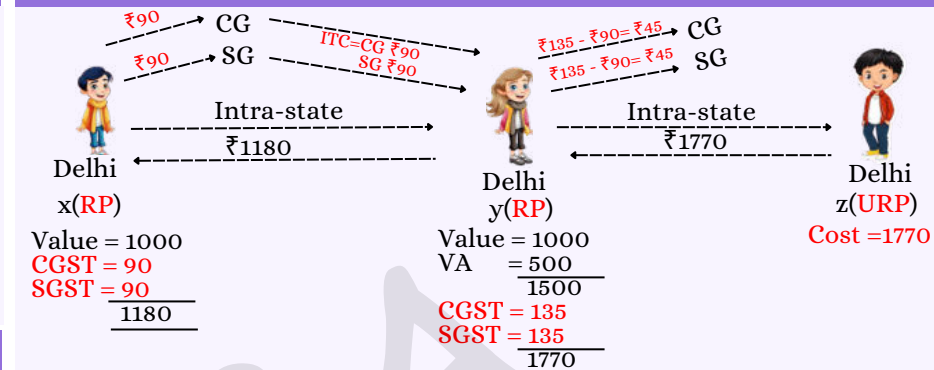 ₹90
CG
₹90
SG
ITC=CG ₹90
SG ₹90
₹135 - ₹90= ₹45
CG
₹135 - ₹90= ₹45
SG
Intra-state
₹1180
Intra-state
₹1770
Delhi
x(RP)
Value = 1000
CGST = 90
SGST = 90
1180
Delhi
y(RP)
Value = 1000
VA = 500
1500
CGST = 135
SGST = 135
1770
Delhi
z(URP)
Cost =1770